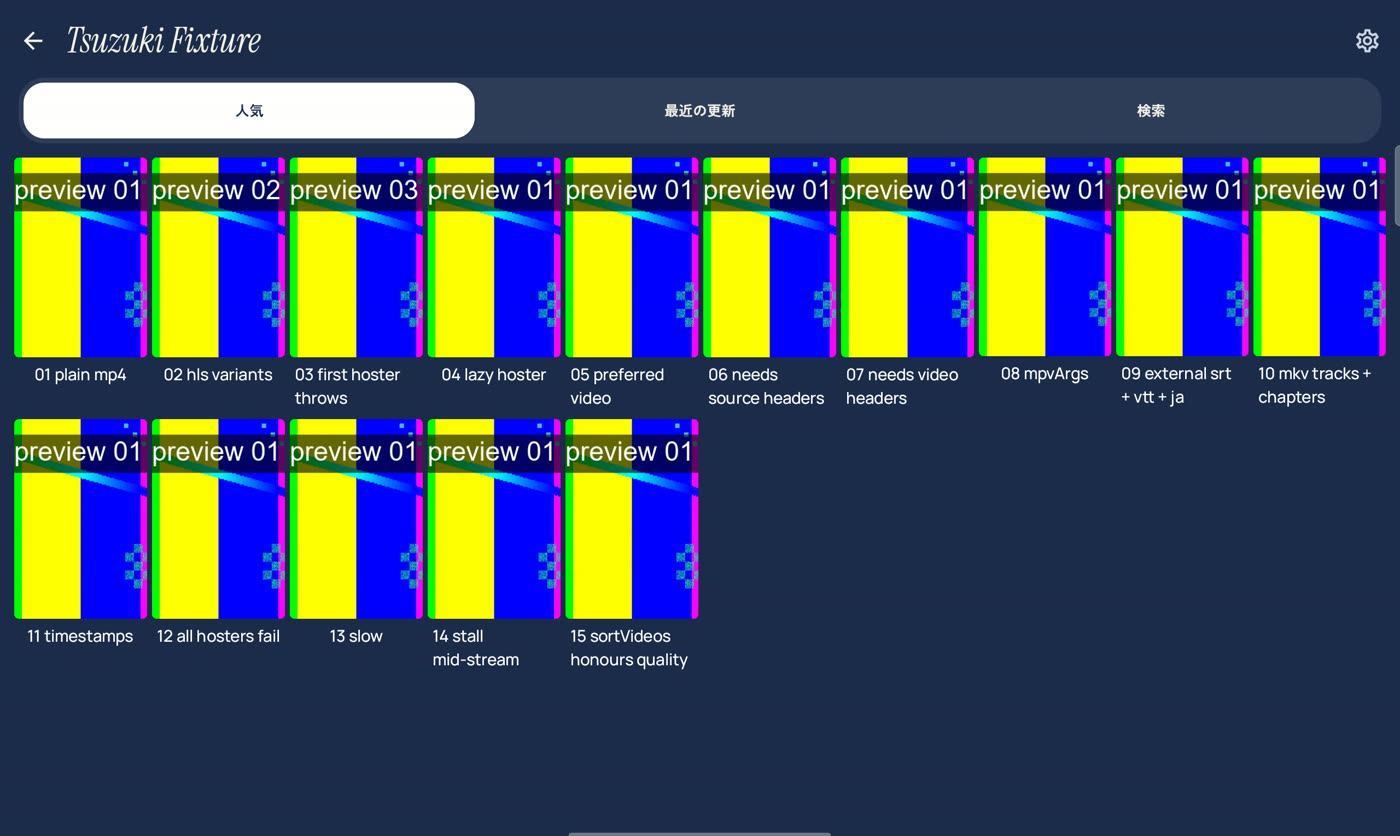 Tsuzuki Fixture
人気
最近の更新
検索
preview 01
preview 02
preview 03
preview 01
preview 01
preview 01
preview 01
preview 01
preview 01
preview 01
01 plain mp4
02 hls variants
03 first hoster
throws
04 lazy hoster
05 preferred
video
06 needs
source headers
07 needs video
headers
08 mpvArgs
09 external srt
+ vtt + ja
10 mkv tracks +
chapters
preview 01
preview 01
preview 01
preview 01
preview 01
11 timestamps
12 all hosters fail
13 slow
14 stall
mid-stream
15 sortVideos
honours quality